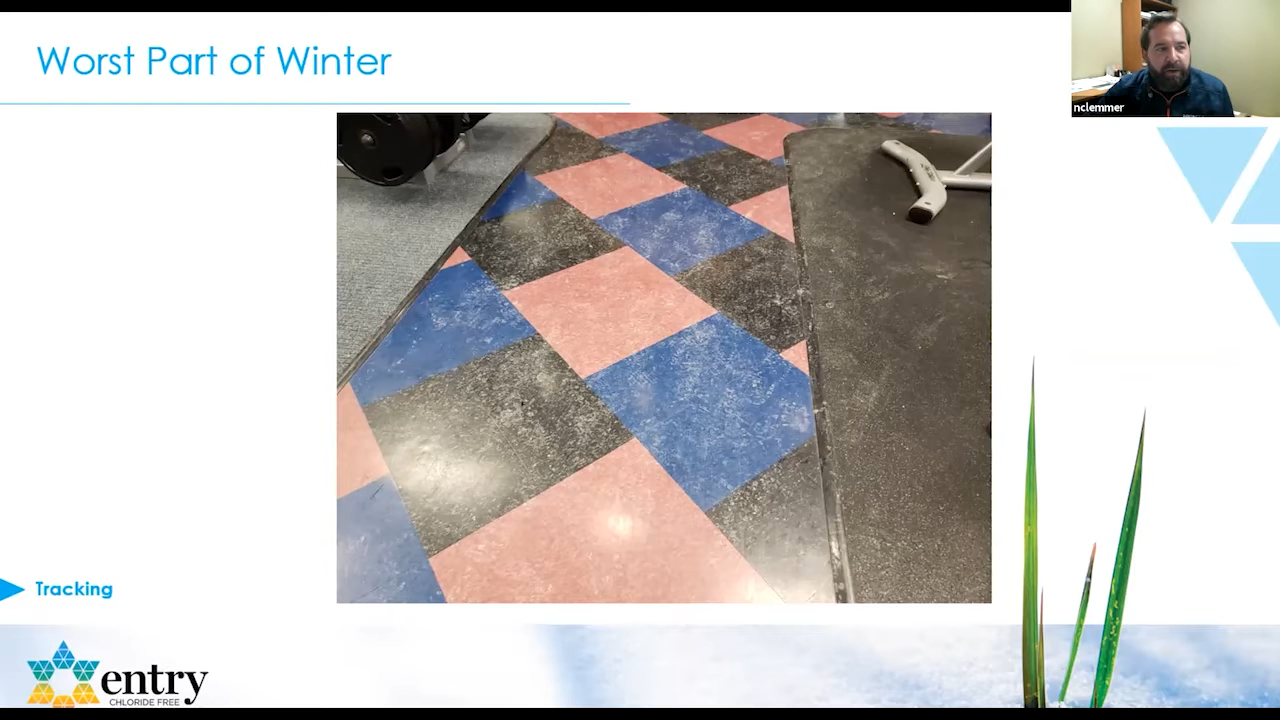 Worst Part of Winter
nclemmer
Tracking
entry
CHLORIDE FREE